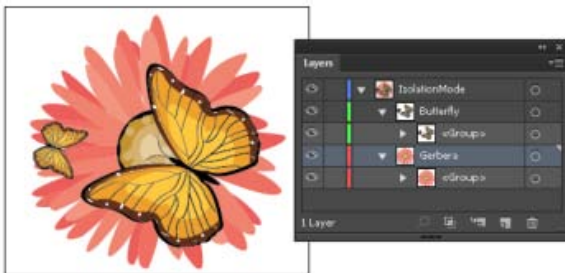 Layers
IsolationMode
Butterfly
<Group>
Gerbera
<Group>
1 Layer